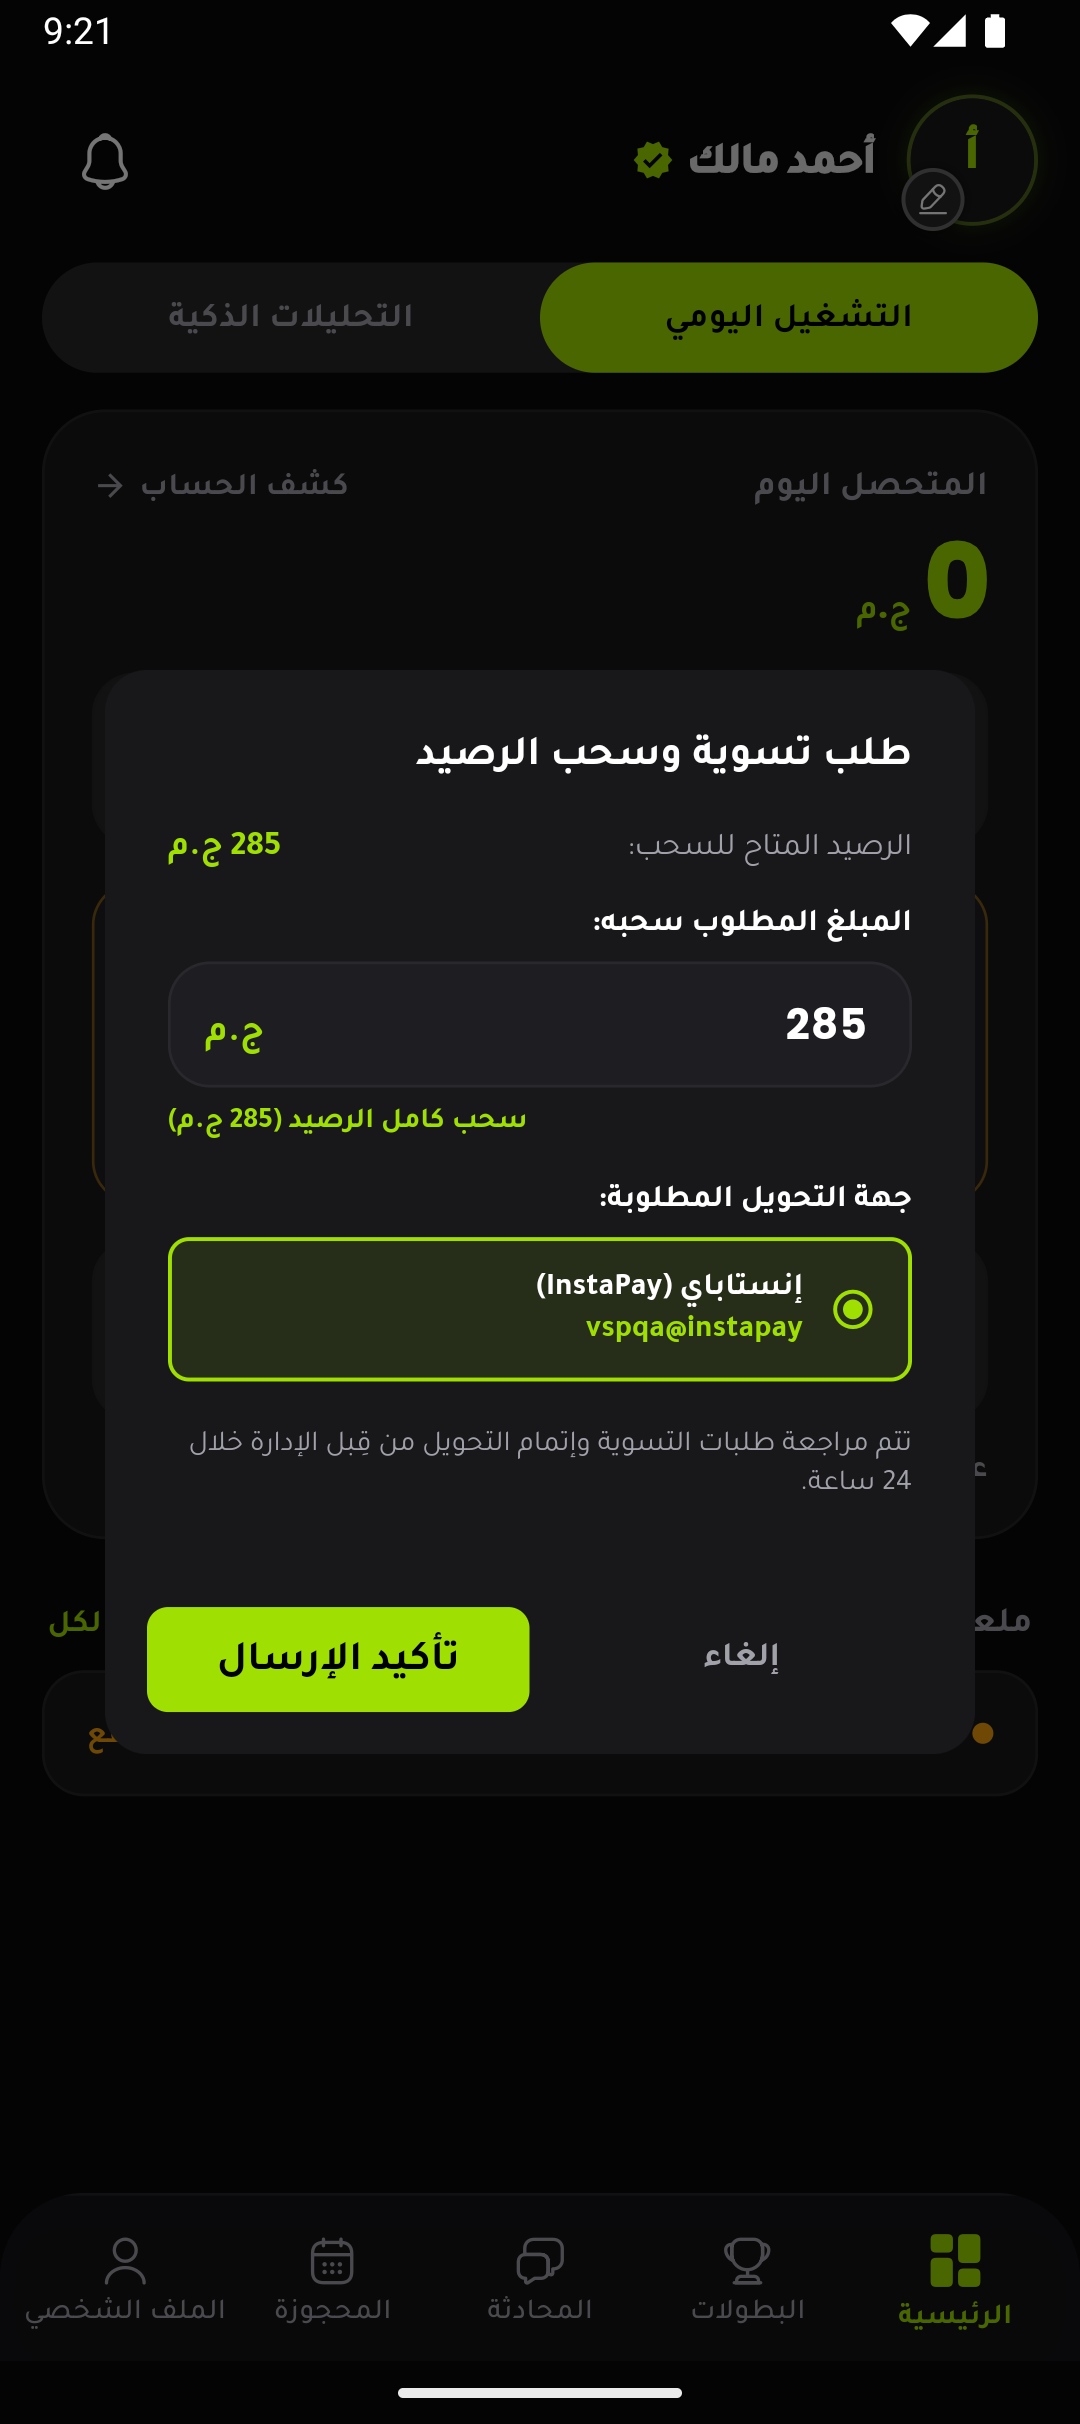 9:21
أ
أحمد مالك
التشغيل اليومي
التحليلات الذكية
المتحصل اليوم
كشف الحساب
0 ج.م
طلب تسوية وسحب الرصيد
الرصيد المتاح للسحب:
285 ج.م
المبلغ المطلوب سحبه:
285
ج.م
سحب كامل الرصيد (285 ج.م)
جهة التحويل المطلوبة:
إنستاباي (InstaPay)
vspqa@instapay
تتم مراجعة طلبات التسوية وإتمام التحويل من قِبل الإدارة خلال
24 ساعة.
إلغاء
تأكيد الإرسال
الرئيسية
البطولات
المحادثة
المحجوزة
الملف الشخصي